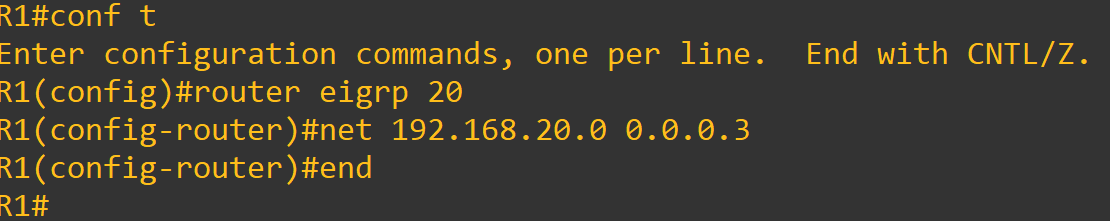 R1#conf t
Enter configuration commands, one per line.  End with CNTL/Z.
R1(config)#router eigrp 20
R1(config-router)#net 192.168.20.0 0.0.0.3
R1(config-router)#end
R1#